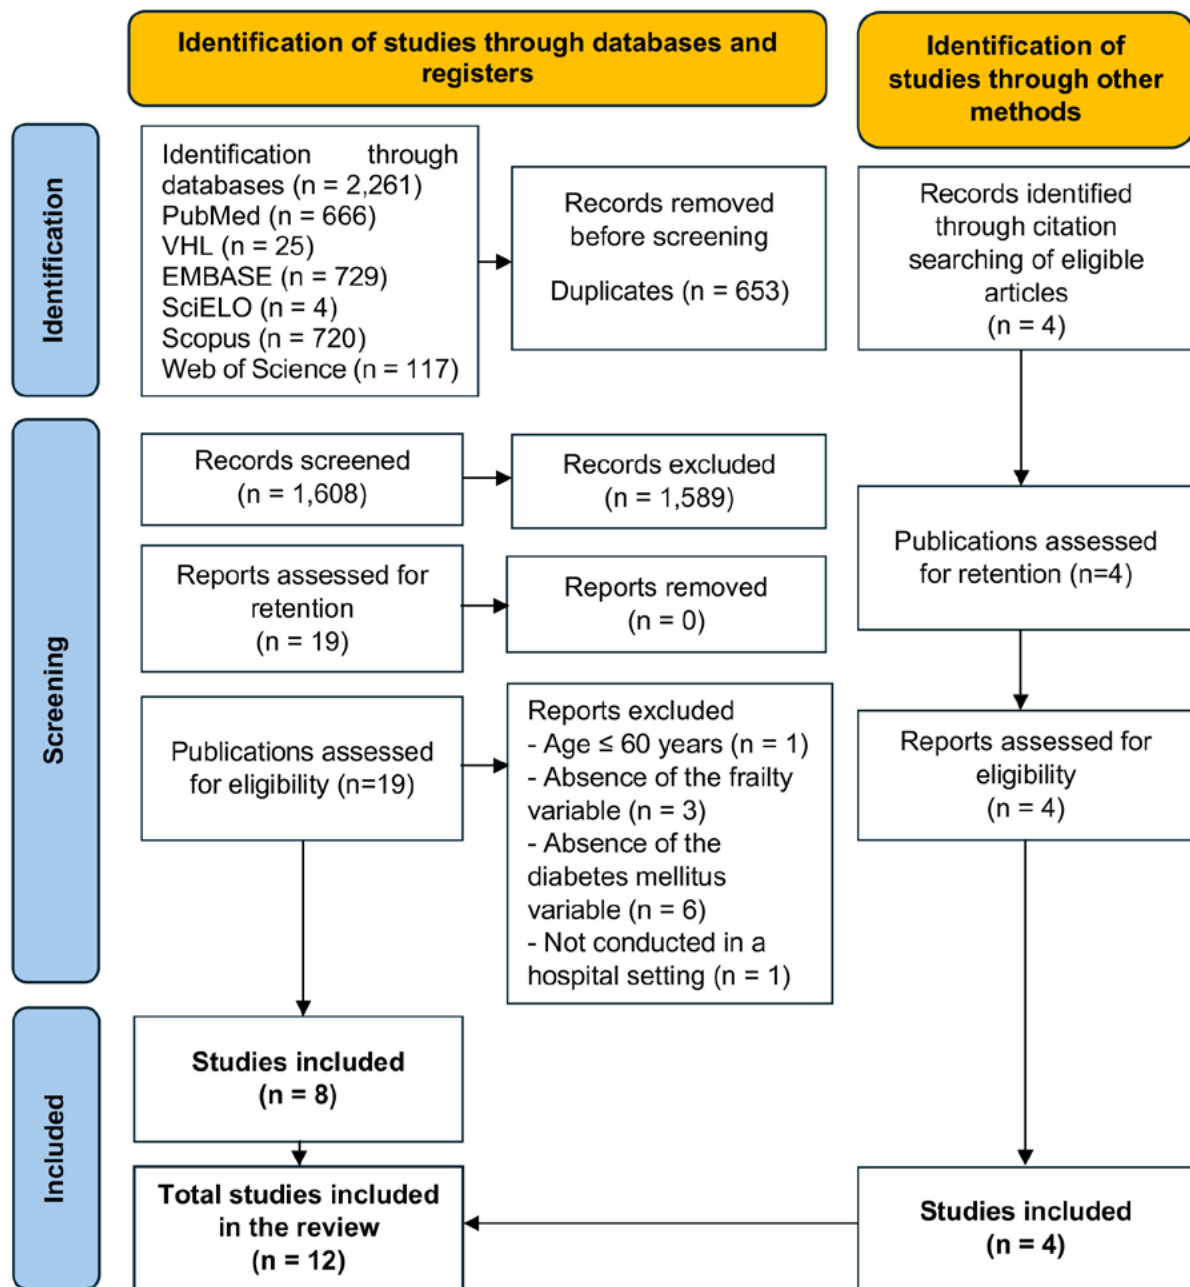 Identification of studies through databases and
registers
Identification of
studies through other
methods
Identification
Identification through
databases (n = 2,261)
PubMed (n = 666)
VHL (n = 25)
EMBASE (n = 729)
SciELO (n = 4)
Scopus (n = 720)
Web of Science (n = 117)
Records removed
before screening
Duplicates (n = 653)
Records identified
through citation
searching of eligible
articles
(n = 4)
Screening
Records screened
(n = 1,608)
Records excluded
(n = 1,589)
Publications assessed
for retention (n=4)
Reports assessed for
retention
(n = 19)
Reports removed
(n = 0)
Publications assessed
for eligibility (n=19)
Reports excluded
- Age ≤ 60 years (n = 1)
- Absence of the frailty
variable (n = 3)
- Absence of the
diabetes mellitus
variable (n = 6)
- Not conducted in a
hospital setting (n = 1)
Reports assessed for
eligibility
(n = 4)
Included
Studies included
(n = 8)
Total studies included
in the review
(n = 12)
Studies included
(n = 4)